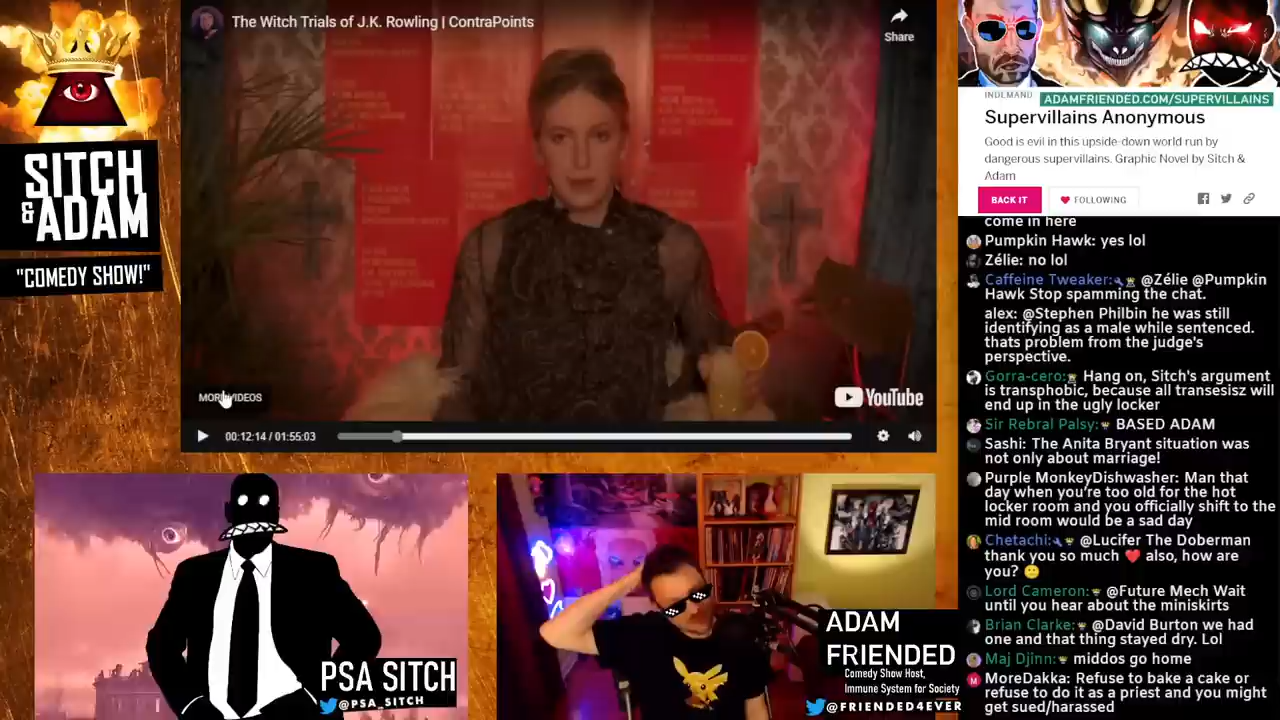 The Witch Trials of J.K. Rowling | ContraPoints
Share
MORE VIDEOS
YouTube
00:12:14 / 01:55:03
SITCH
& ADAM
"COMEDY SHOW!"
PSA SITCH
@PSA_SITCH
ADAM
FRIENDED
Comedy Show Host,
Immune System for Society
@FRIENDED4EVER
INDEMAND
ADAMFRIENDED.COM/SUPERVILLAINS
Supervillains Anonymous
Good is evil in this upside-down world run by
dangerous supervillains. Graphic Novel by Sitch &
Adam
BACK IT
FOLLOWING
come in here
Pumpkin Hawk: yes lol
Zélie: no lol
Caffeine Tweaker: @Zélie @Pumpkin
Hawk Stop spamming the chat.
alex: @Stephen Philbin he was still
identifying as a male while sentenced.
thats problem from the judge's
perspective.
Gorra-cero: Hang on, Sitch's argument
is transphobic, because all transesisz will
end up in the ugly locker
Sir Rebral Palsy: BASED ADAM
Sashi: The Anita Bryant situation was
not only about marriage!
Purple MonkeyDishwasher: Man that
day when you're too old for the hot
locker room and you officially shift to the
mid room would be a sad day
Chetachi: @Lucifer The Doberman
thank you so much ❤️ also, how are
you? 🙂
Lord Cameron: @Future Mech Wait
until you hear about the miniskirts
Brian Clarke: @David Burton we had
one and that thing stayed dry. Lol
Maj Djinn: middos go home
MoreDakka: Refuse to bake a cake or
refuse to do it as a priest and you might
get sued/harassed